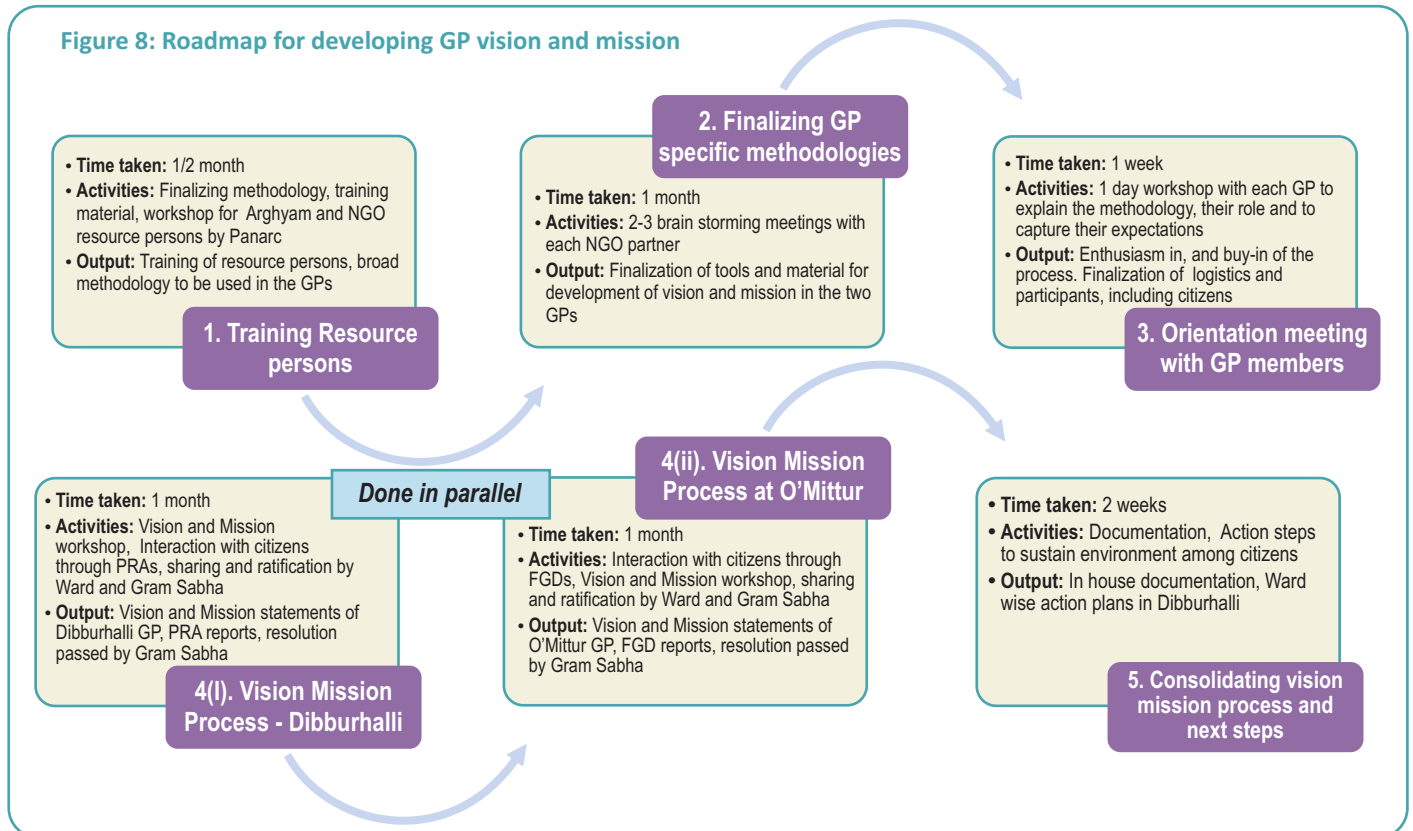 Figure 8: Roadmap for developing GP vision and mission
• Time taken: 1/2 month
• Activities: Finalizing methodology, training
material, workshop for Arghyam and NGO
resource persons by Panarc
• Output: Training of resource persons, broad
methodology to be used in the GPs
1. Training Resource
persons
2. Finalizing GP
specific methodologies
• Time taken: 1 month
• Activities: 2-3 brain storming meetings with
each NGO partner
• Output: Finalization of tools and material for
development of vision and mission in the two
GPs
• Time taken: 1 week
• Activities: 1 day workshop with each GP to
explain the methodology, their role and to
capture their expectations
• Output: Enthusiasm in, and buy-in of the
process. Finalization of logistics and
participants, including citizens
3. Orientation meeting
with GP members
Done in parallel
• Time taken: 1 month
• Activities: Vision and Mission
workshop, Interaction with citizens
through PRAs, sharing and ratification by
Ward and Gram Sabha
• Output: Vision and Mission statements of
Dibburhalli GP, PRA reports, resolution
passed by Gram Sabha
4(I). Vision Mission
Process - Dibburhalli
4(ii). Vision Mission
Process at O’Mittur
• Time taken: 1 month
• Activities: Interaction with citizens through
FGDs, Vision and Mission workshop, sharing
and ratification by Ward and Gram Sabha
• Output: Vision and Mission statements of
O’Mittur GP, FGD reports, resolution passed
by Gram Sabha
• Time taken: 2 weeks
• Activities: Documentation, Action steps
to sustain environment among citizens
• Output: In house documentation, Ward
wise action plans in Dibburhalli
5. Consolidating vision
mission process and
next steps